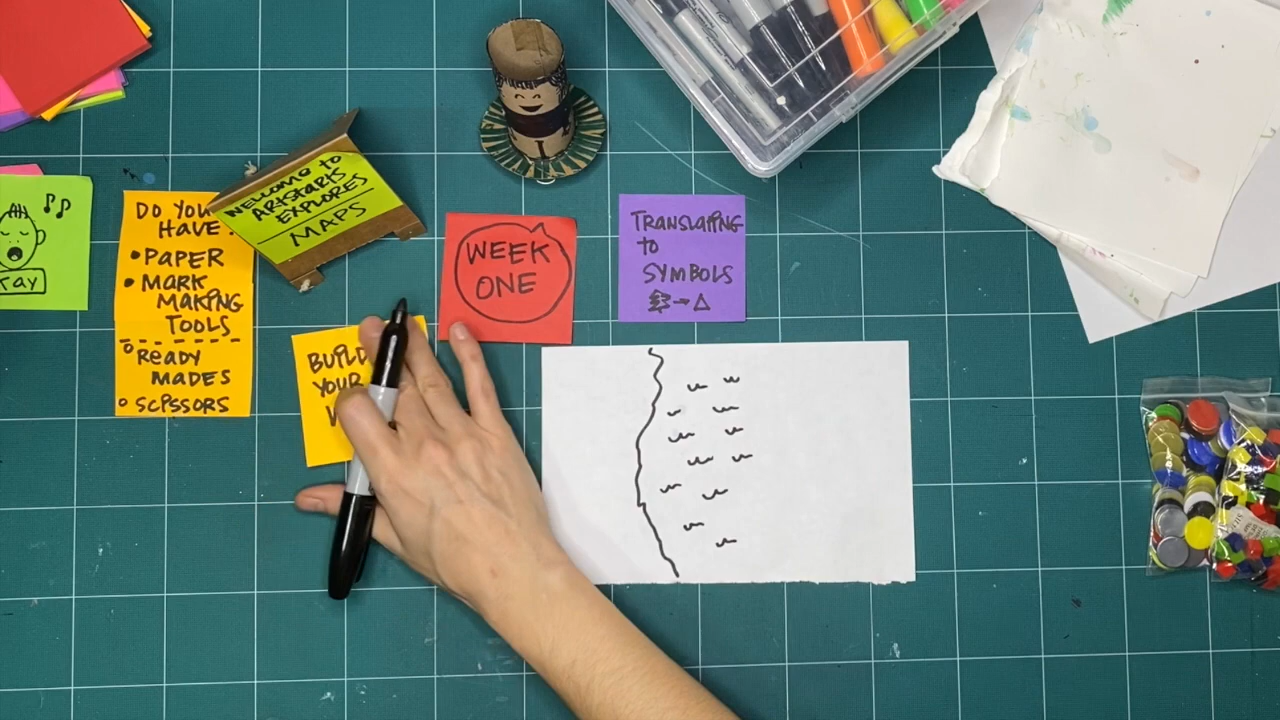 TAY
DO YOU
HAVE
• PAPER
• MARK
MAKING
TOOLS
° READY
MADES
° SCISSORS
WELCOME TO
ARTSTARTS
EXPLORES
MAPS
BUILD
YOUR
WEEK
ONE
TRANSLATING
TO
SYMBOLS